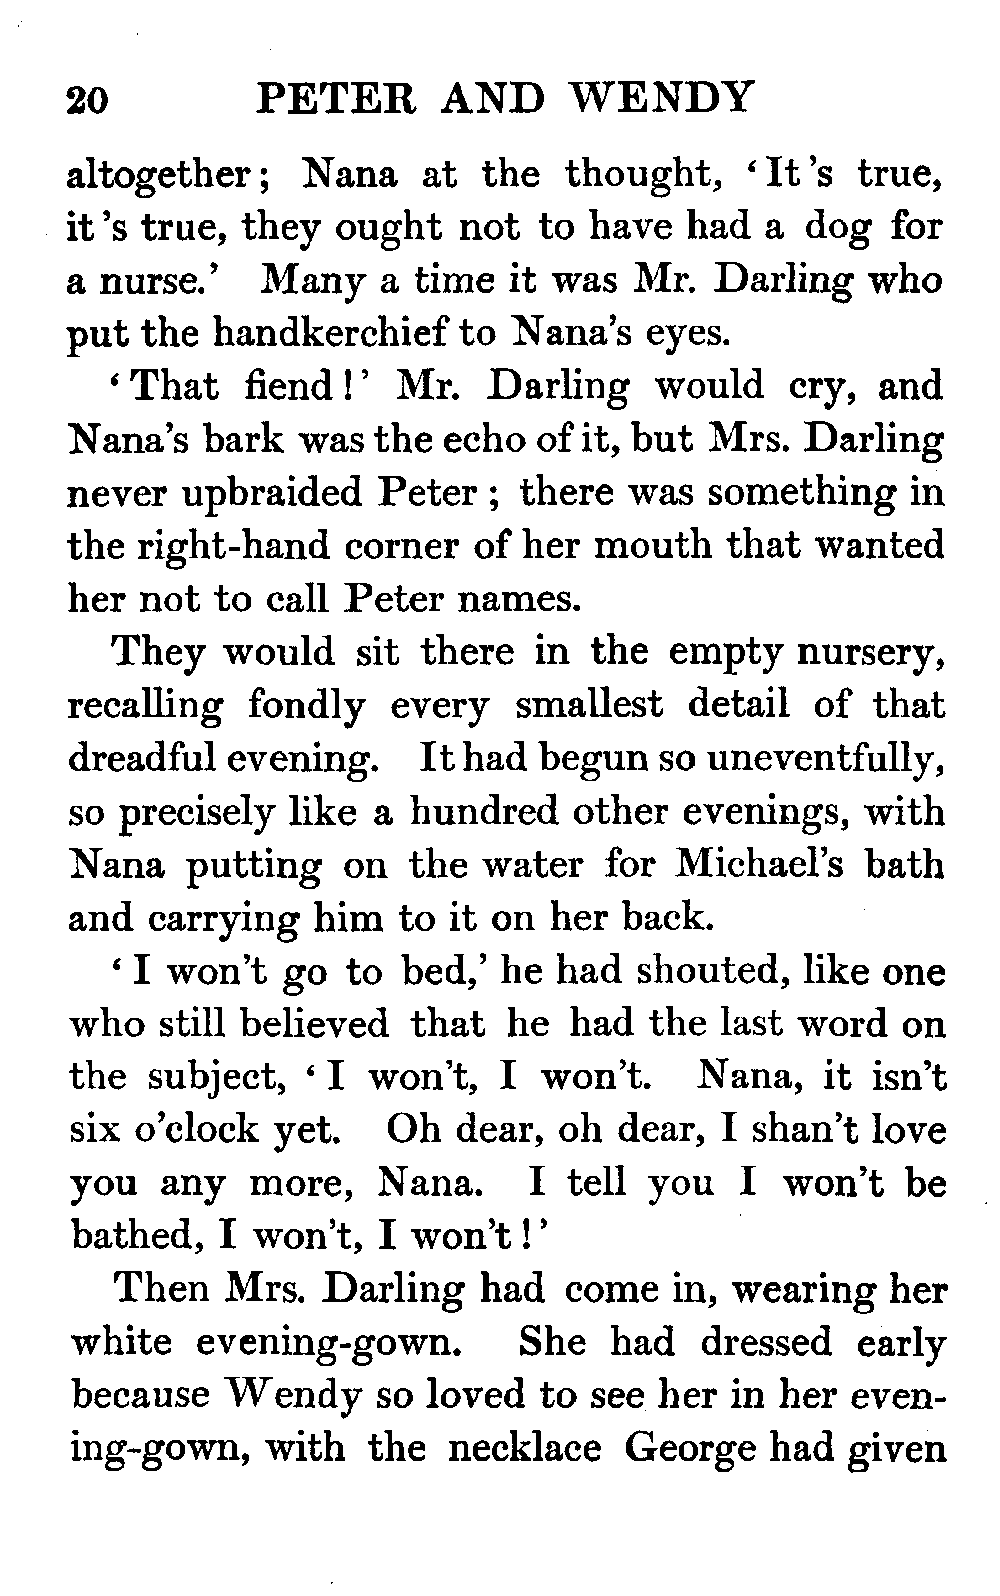 20 PETER AND WENDY
altogether; Nana at the thought, ‘It’s true,
it’s true, they ought not to have had a dog for
a nurse.’ Many a time it was Mr. Darling who
put the handkerchief to Nana’s eyes.
‘That fiend!’ Mr. Darling would cry, and
Nana’s bark was the echo of it, but Mrs. Darling
never upbraided Peter; there was something in
the right-hand corner of her mouth that wanted
her not to call Peter names.
They would sit there in the empty nursery,
recalling fondly every smallest detail of that
dreadful evening. It had begun so uneventfully,
so precisely like a hundred other evenings, with
Nana putting on the water for Michael’s bath
and carrying him to it on her back.
‘I won’t go to bed,’ he had shouted, like one
who still believed that he had the last word on
the subject, ‘I won’t, I won’t. Nana, it isn’t
six o’clock yet. Oh dear, oh dear, I shan’t love
you any more, Nana. I tell you I won’t be
bathed, I won’t, I won’t!’
Then Mrs. Darling had come in, wearing her
white evening-gown. She had dressed early
because Wendy so loved to see her in her even-
ing-gown, with the necklace George had given